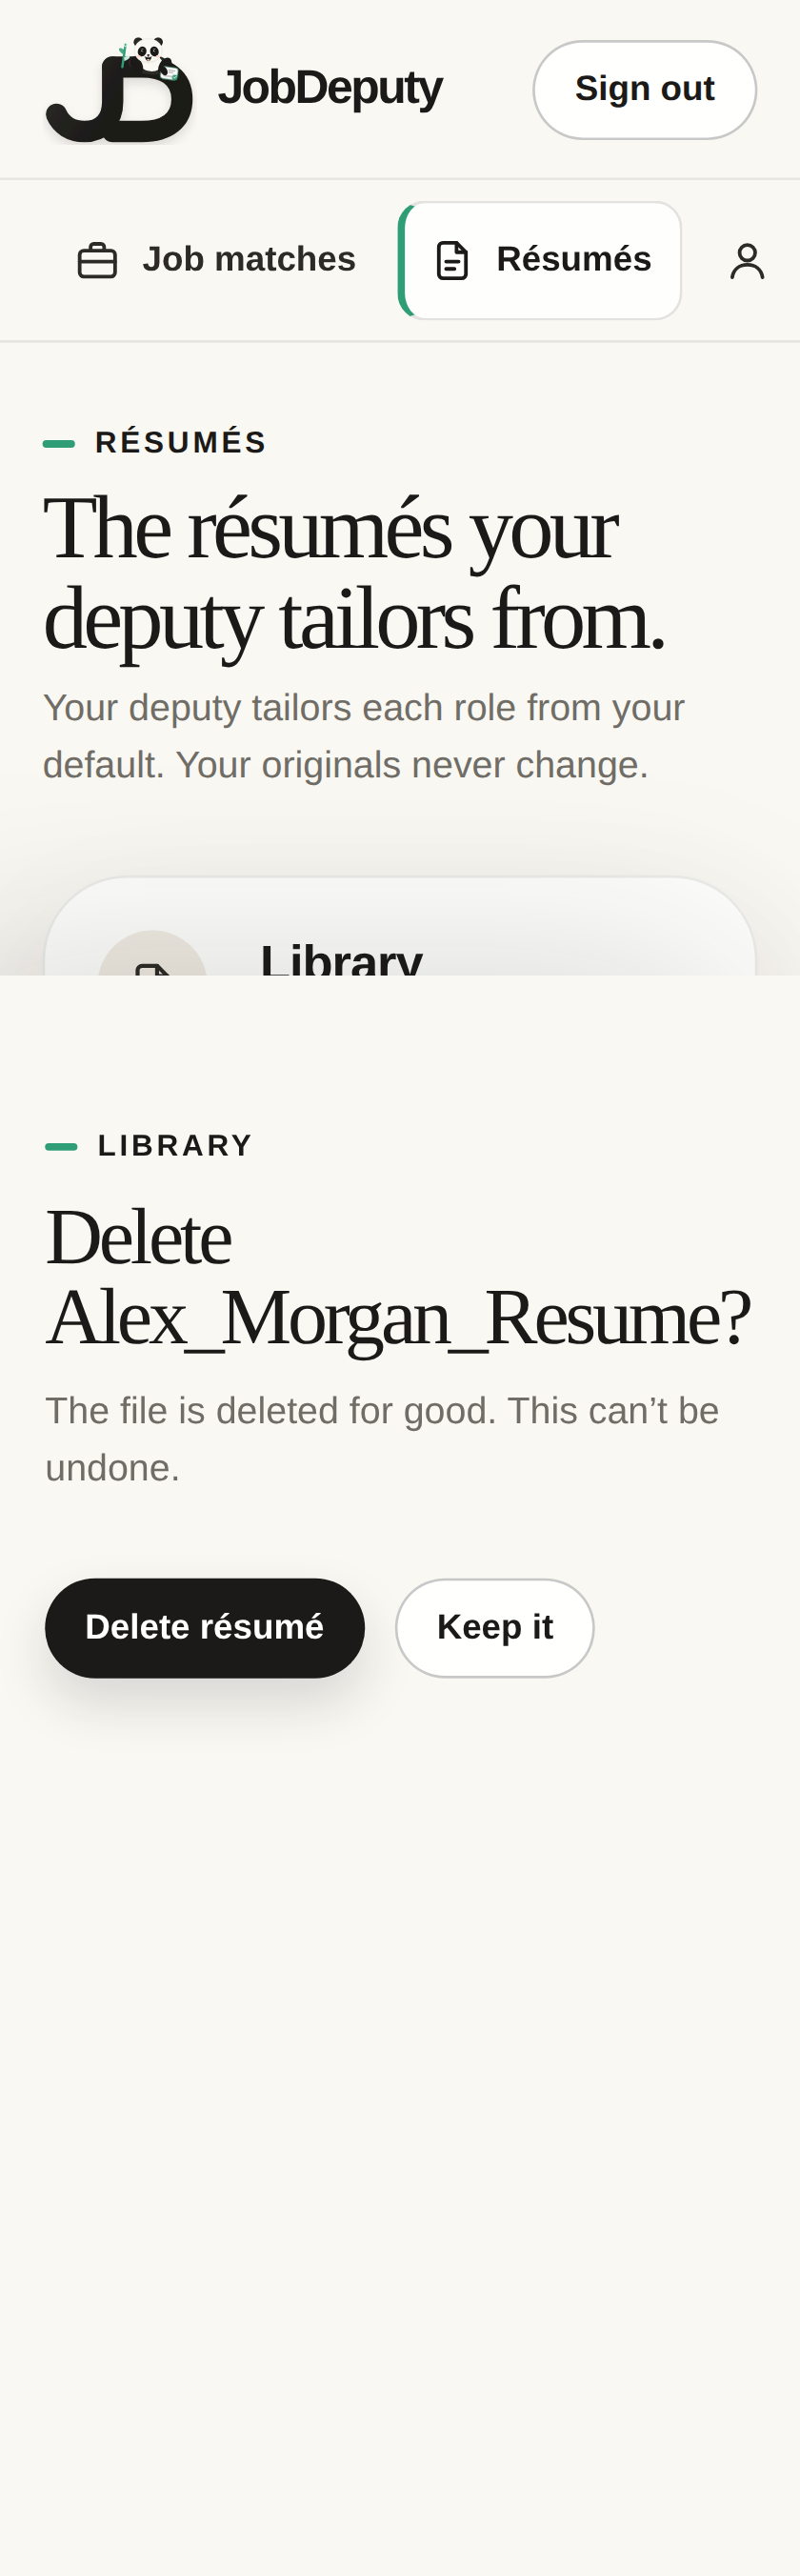 JobDeputy
Sign out
Job matches
Résumés
RÉSUMÉS
The résumés your
deputy tailors from.
Your deputy tailors each role from your
default. Your originals never change.
Library
LIBRARY
Delete
Alex_Morgan_Resume?
The file is deleted for good. This can’t be
undone.
Delete résumé
Keep it